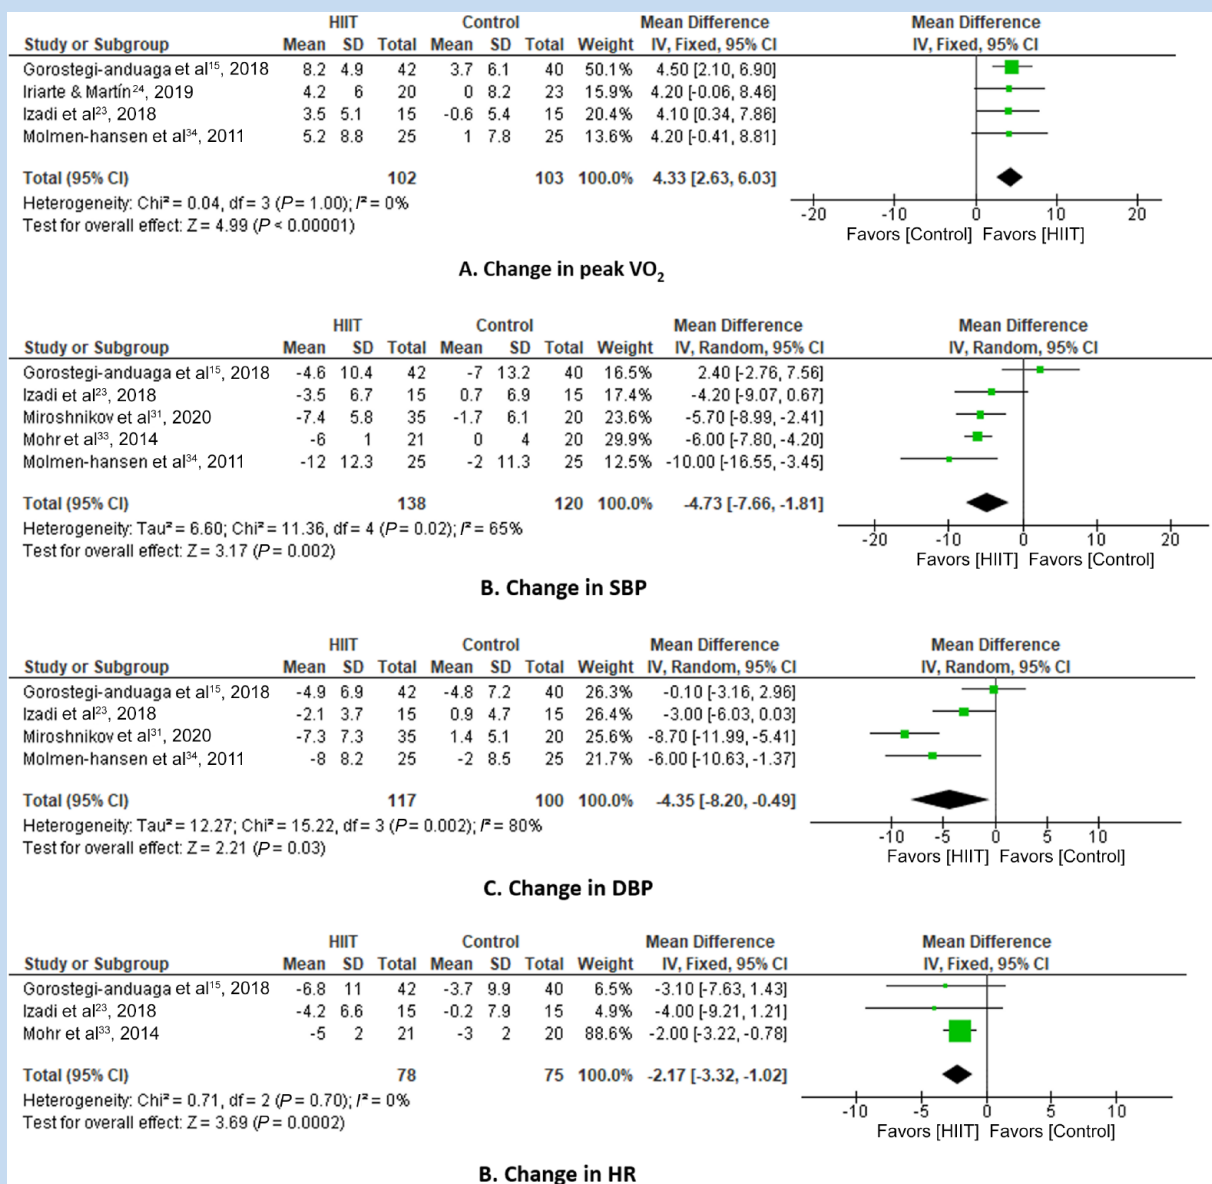 HIIT Control Mean Difference Mean Difference
Study or Subgroup Mean SD Total Mean SD Total Weight IV, Fixed, 95% CI IV, Fixed, 95% CI
Gorostegi-anduaga et al¹⁵, 2018 8.2 4.9 42 3.7 6.1 40 50.1% 4.50 [2.10, 6.90]
Iriarte & Martín²⁴, 2019 4.2 6 20 0 8.2 23 15.9% 4.20 [-0.06, 8.46]
Izadi et al²³, 2018 3.5 5.1 15 -0.6 5.4 15 20.4% 4.10 [0.34, 7.86]
Molmen-hansen et al³⁴, 2011 5.2 8.8 25 1 7.8 25 13.6% 4.20 [-0.41, 8.81]
Total (95% CI) 102 103 100.0% 4.33 [2.63, 6.03]
Heterogeneity: Chi² = 0.04, df = 3 (P = 1.00); I² = 0%
Test for overall effect: Z = 4.99 (P < 0.00001)
-20 -10 0 10 20
Favors [Control] Favors [HIIT]
A. Change in peak VO₂
HIIT Control Mean Difference Mean Difference
Study or Subgroup Mean SD Total Mean SD Total Weight IV, Random, 95% CI IV, Random, 95% CI
Gorostegi-anduaga et al¹⁵, 2018 -4.6 10.4 42 -7 13.2 40 16.5% 2.40 [-2.76, 7.56]
Izadi et al²³, 2018 -3.5 6.7 15 0.7 6.9 15 17.4% -4.20 [-9.07, 0.67]
Miroshnikov et al³¹, 2020 -7.4 5.8 35 -1.7 6.1 20 23.6% -5.70 [-8.99, -2.41]
Mohr et al³³, 2014 -6 1 21 0 4 20 29.9% -6.00 [-7.80, -4.20]
Molmen-hansen et al³⁴, 2011 -12 12.3 25 -2 11.3 25 12.5% -10.00 [-16.55, -3.45]
Total (95% CI) 138 120 100.0% -4.73 [-7.66, -1.81]
Heterogeneity: Tau² = 6.60; Chi² = 11.36, df = 4 (P = 0.02); I² = 65%
Test for overall effect: Z = 3.17 (P = 0.002)
-20 -10 0 10 20
Favors [HIIT] Favors [Control]
B. Change in SBP
HIIT Control Mean Difference Mean Difference
Study or Subgroup Mean SD Total Mean SD Total Weight IV, Random, 95% CI IV, Random, 95% CI
Gorostegi-anduaga et al¹⁵, 2018 -4.9 6.9 42 -4.8 7.2 40 26.3% -0.10 [-3.16, 2.96]
Izadi et al²³, 2018 -2.1 3.7 15 0.9 4.7 15 26.4% -3.00 [-6.03, 0.03]
Miroshnikov et al³¹, 2020 -7.3 7.3 35 1.4 5.1 20 25.6% -8.70 [-11.99, -5.41]
Molmen-hansen et al³⁴, 2011 -8 8.2 25 -2 8.5 25 21.7% -6.00 [-10.63, -1.37]
Total (95% CI) 117 100 100.0% -4.35 [-8.20, -0.49]
Heterogeneity: Tau² = 12.27; Chi² = 15.22, df = 3 (P = 0.002); I² = 80%
Test for overall effect: Z = 2.21 (P = 0.03)
-10 -5 0 5 10
Favors [HIIT] Favors [Control]
C. Change in DBP
HIIT Control Mean Difference Mean Difference
Study or Subgroup Mean SD Total Mean SD Total Weight IV, Fixed, 95% CI IV, Fixed, 95% CI
Gorostegi-anduaga et al¹⁵, 2018 -6.8 11 42 -3.7 9.9 40 6.5% -3.10 [-7.63, 1.43]
Izadi et al²³, 2018 -4.2 6.6 15 -0.2 7.9 15 4.9% -4.00 [-9.21, 1.21]
Mohr et al³³, 2014 -5 2 21 -3 2 20 88.6% -2.00 [-3.22, -0.78]
Total (95% CI) 78 75 100.0% -2.17 [-3.32, -1.02]
Heterogeneity: Chi² = 0.71, df = 2 (P = 0.70); I² = 0%
Test for overall effect: Z = 3.69 (P = 0.0002)
-10 -5 0 5 10
Favors [HIIT] Favors [Control]
B. Change in HR